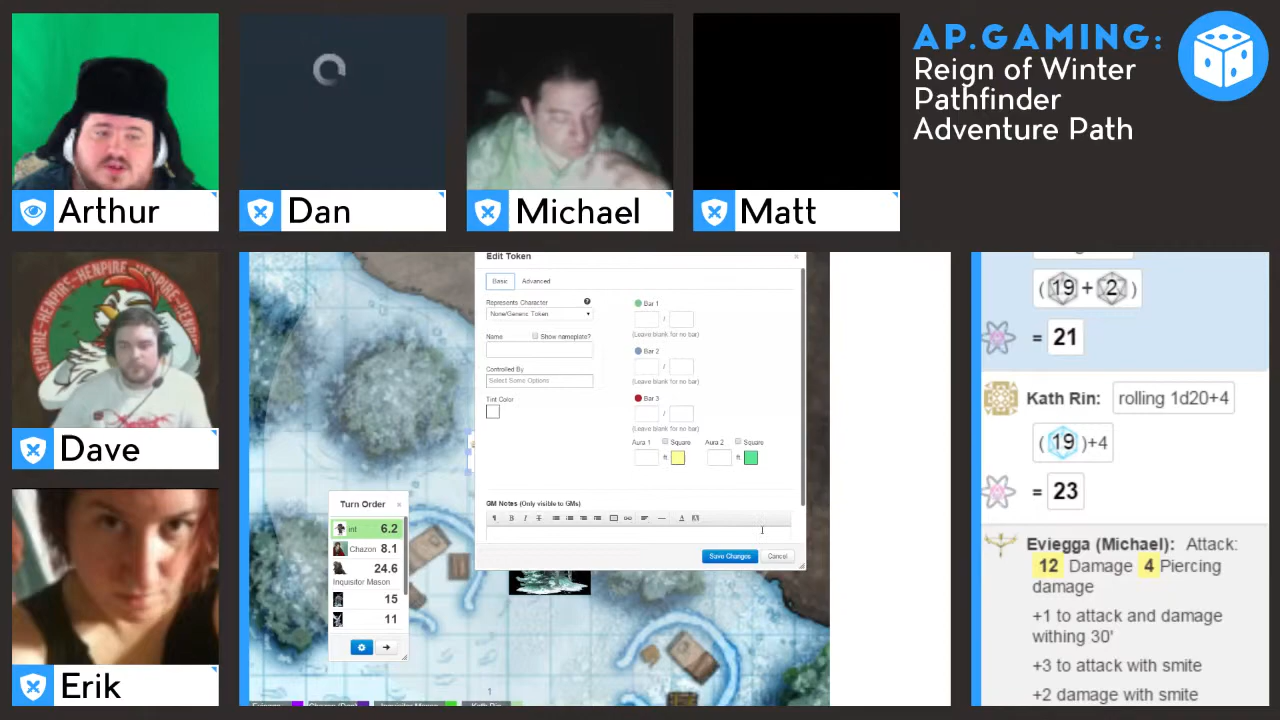 AP.GAMING:
Reign of Winter
Pathfinder
Adventure Path
Arthur
Dan
Michael
Matt
HENPIRE·HENPIRE·HENPIRE
Dave
Erik
Edit Token
Basic
Advanced
Represents Character
None/Generic Token
Name
Show nameplate?
Controlled By
Select Some Options
Tint Color
Bar 1
/
(Leave blank for no bar)
Bar 2
/
(Leave blank for no bar)
Bar 3
/
(Leave blank for no bar)
Aura 1 Square Aura 2 Square
ft. ft.
GM Notes (Only visible to GMs)
Save Changes
Cancel
Turn Order
int 6.2
Chazon 8.1
24.6
Inquisitor Mason
15
11
1
(19+2)
= 21
Kath Rin: rolling 1d20+4
(19)+4
= 23
Eviegga (Michael): Attack:
12 Damage 4 Piercing
damage
+1 to attack and damage
withing 30'
+3 to attack with smite
+2 damage with smite